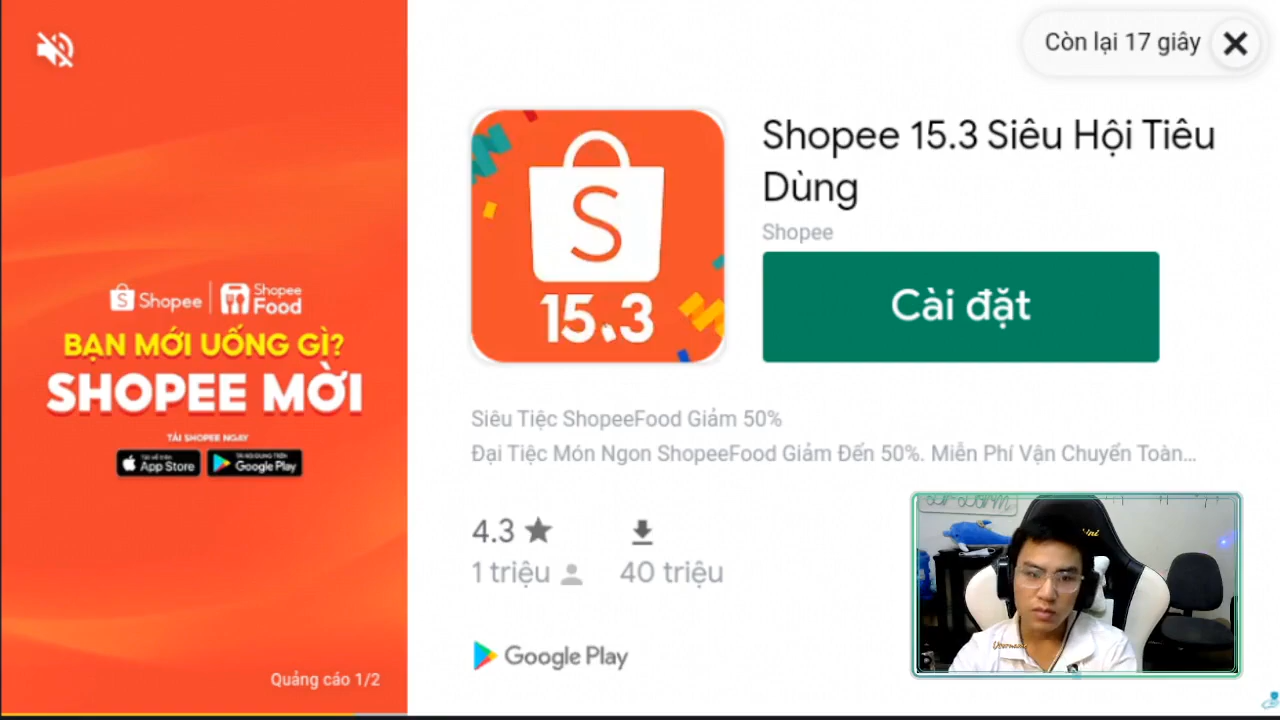 Còn lại 17 giây
Shopee 15.3 Siêu Hội Tiêu
Dùng
Shopee
Cài đặt
S
15.3
Siêu Tiệc ShopeeFood Giảm 50%
Đại Tiệc Món Ngon ShopeeFood Giảm Đến 50%. Miễn Phí Vận Chuyển Toàn...
4.3
1 triệu
40 triệu
Google Play
S Shopee
Shopee
Food
BẠN MỚI UỐNG GÌ?
SHOPEE MỜI
TẢI SHOPEE NGAY
App Store
Google Play
Quảng cáo 1/2